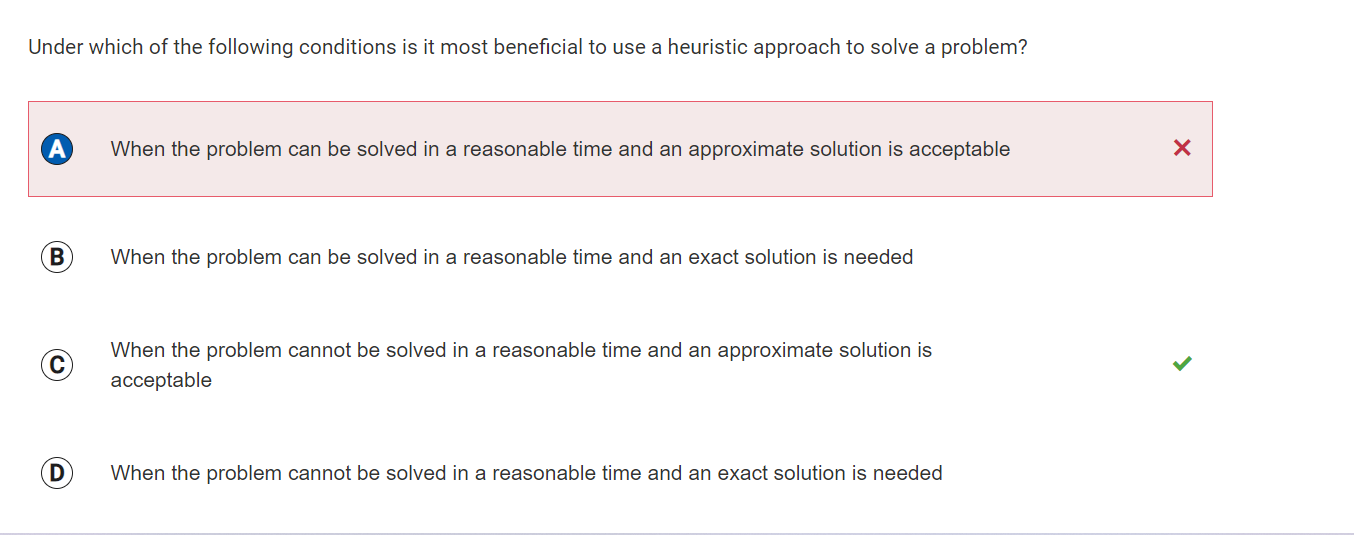 Under which of the following conditions is it most beneficial to use a heuristic approach to solve a problem?
A When the problem can be solved in a reasonable time and an approximate solution is acceptable
B When the problem can be solved in a reasonable time and an exact solution is needed
C When the problem cannot be solved in a reasonable time and an approximate solution is
acceptable
D When the problem cannot be solved in a reasonable time and an exact solution is needed